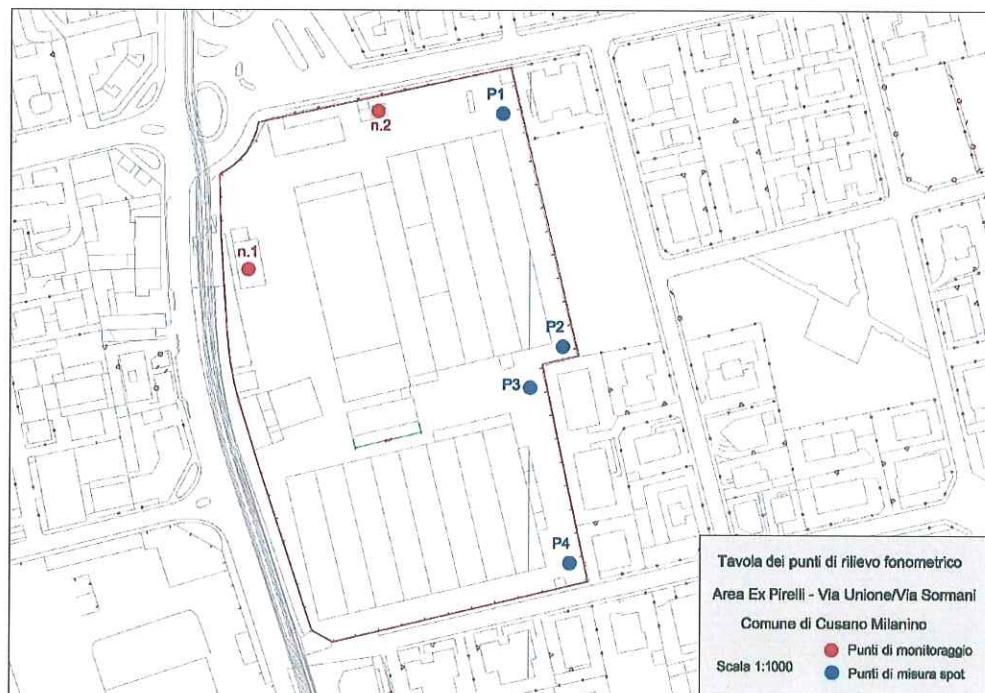 P1
n.2
n.1
P2
P3
P4
Tavola dei punti di rilievo fonometrico
Area Ex Pirelli - Via Unione/Via Sormani
Comune di Cusano Milanino
Punti di monitoraggio
Scala 1:1000
Punti di misura spot